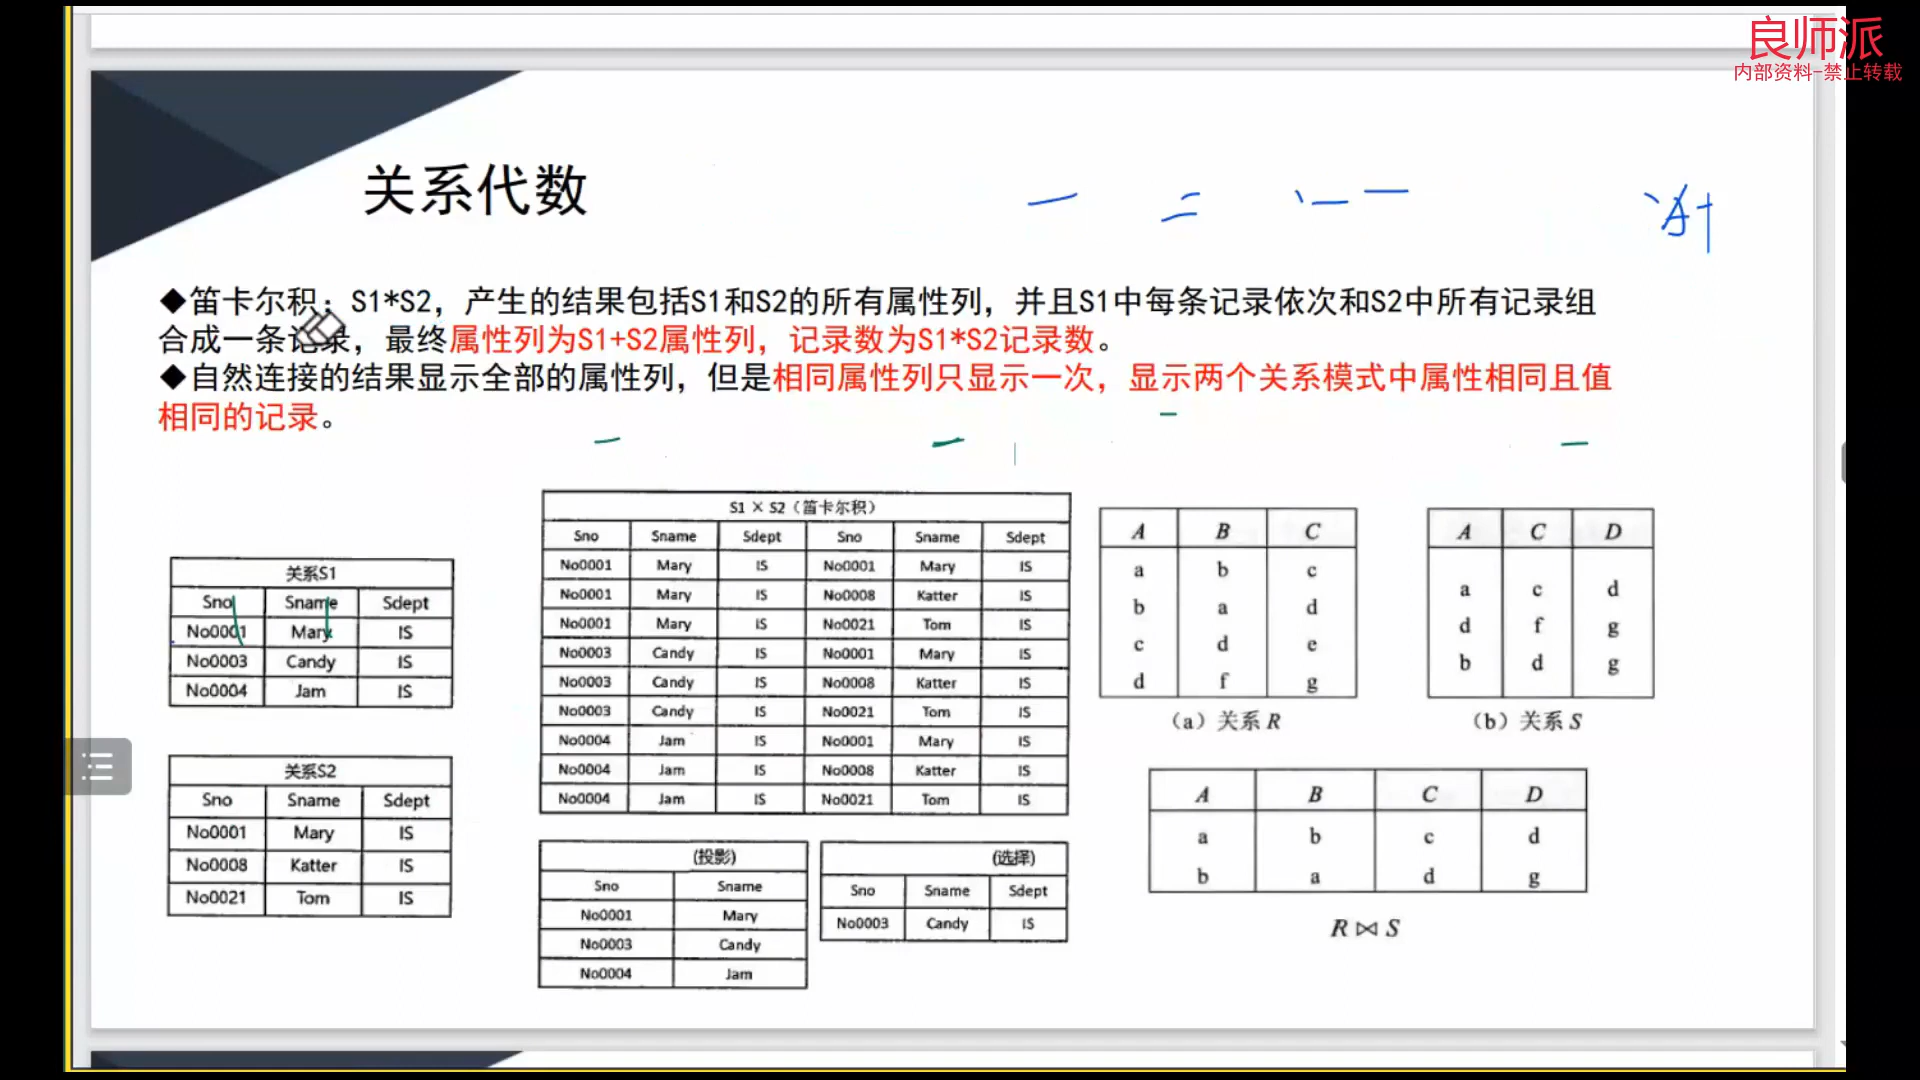 良师派
内部资料-禁止转载
关系代数
◆笛卡尔积：S1*S2，产生的结果包括S1和S2的所有属性列，并且S1中每条记录依次和S2中所有记录组
合成一条记录，最终属性列为S1+S2属性列，记录数为S1*S2记录数。
◆自然连接的结果显示全部的属性列，但是相同属性列只显示一次，显示两个关系模式中属性相同且值
相同的记录。
关系S1
Sno Sname Sdept
No0001 Mary IS
No0003 Candy IS
No0004 Jam IS
关系S2
Sno Sname Sdept
No0001 Mary IS
No0008 Katter IS
No0021 Tom IS
S1 × S2（笛卡尔积）
Sno Sname Sdept Sno Sname Sdept
No0001 Mary IS No0001 Mary IS
No0001 Mary IS No0008 Katter IS
No0001 Mary IS No0021 Tom IS
No0003 Candy IS No0001 Mary IS
No0003 Candy IS No0008 Katter IS
No0003 Candy IS No0021 Tom IS
No0004 Jam IS No0001 Mary IS
No0004 Jam IS No0008 Katter IS
No0004 Jam IS No0021 Tom IS
(投影)
Sno Sname
No0001 Mary
No0003 Candy
No0004 Jam
(选择)
Sno Sname Sdept
No0003 Candy IS
A B C
a b c
b a d
c d e
d f g
（a）关系 R
A C D
a c d
d f g
b d g
（b）关系 S
A B C D
a b c d
b a d g
R ⋈ S